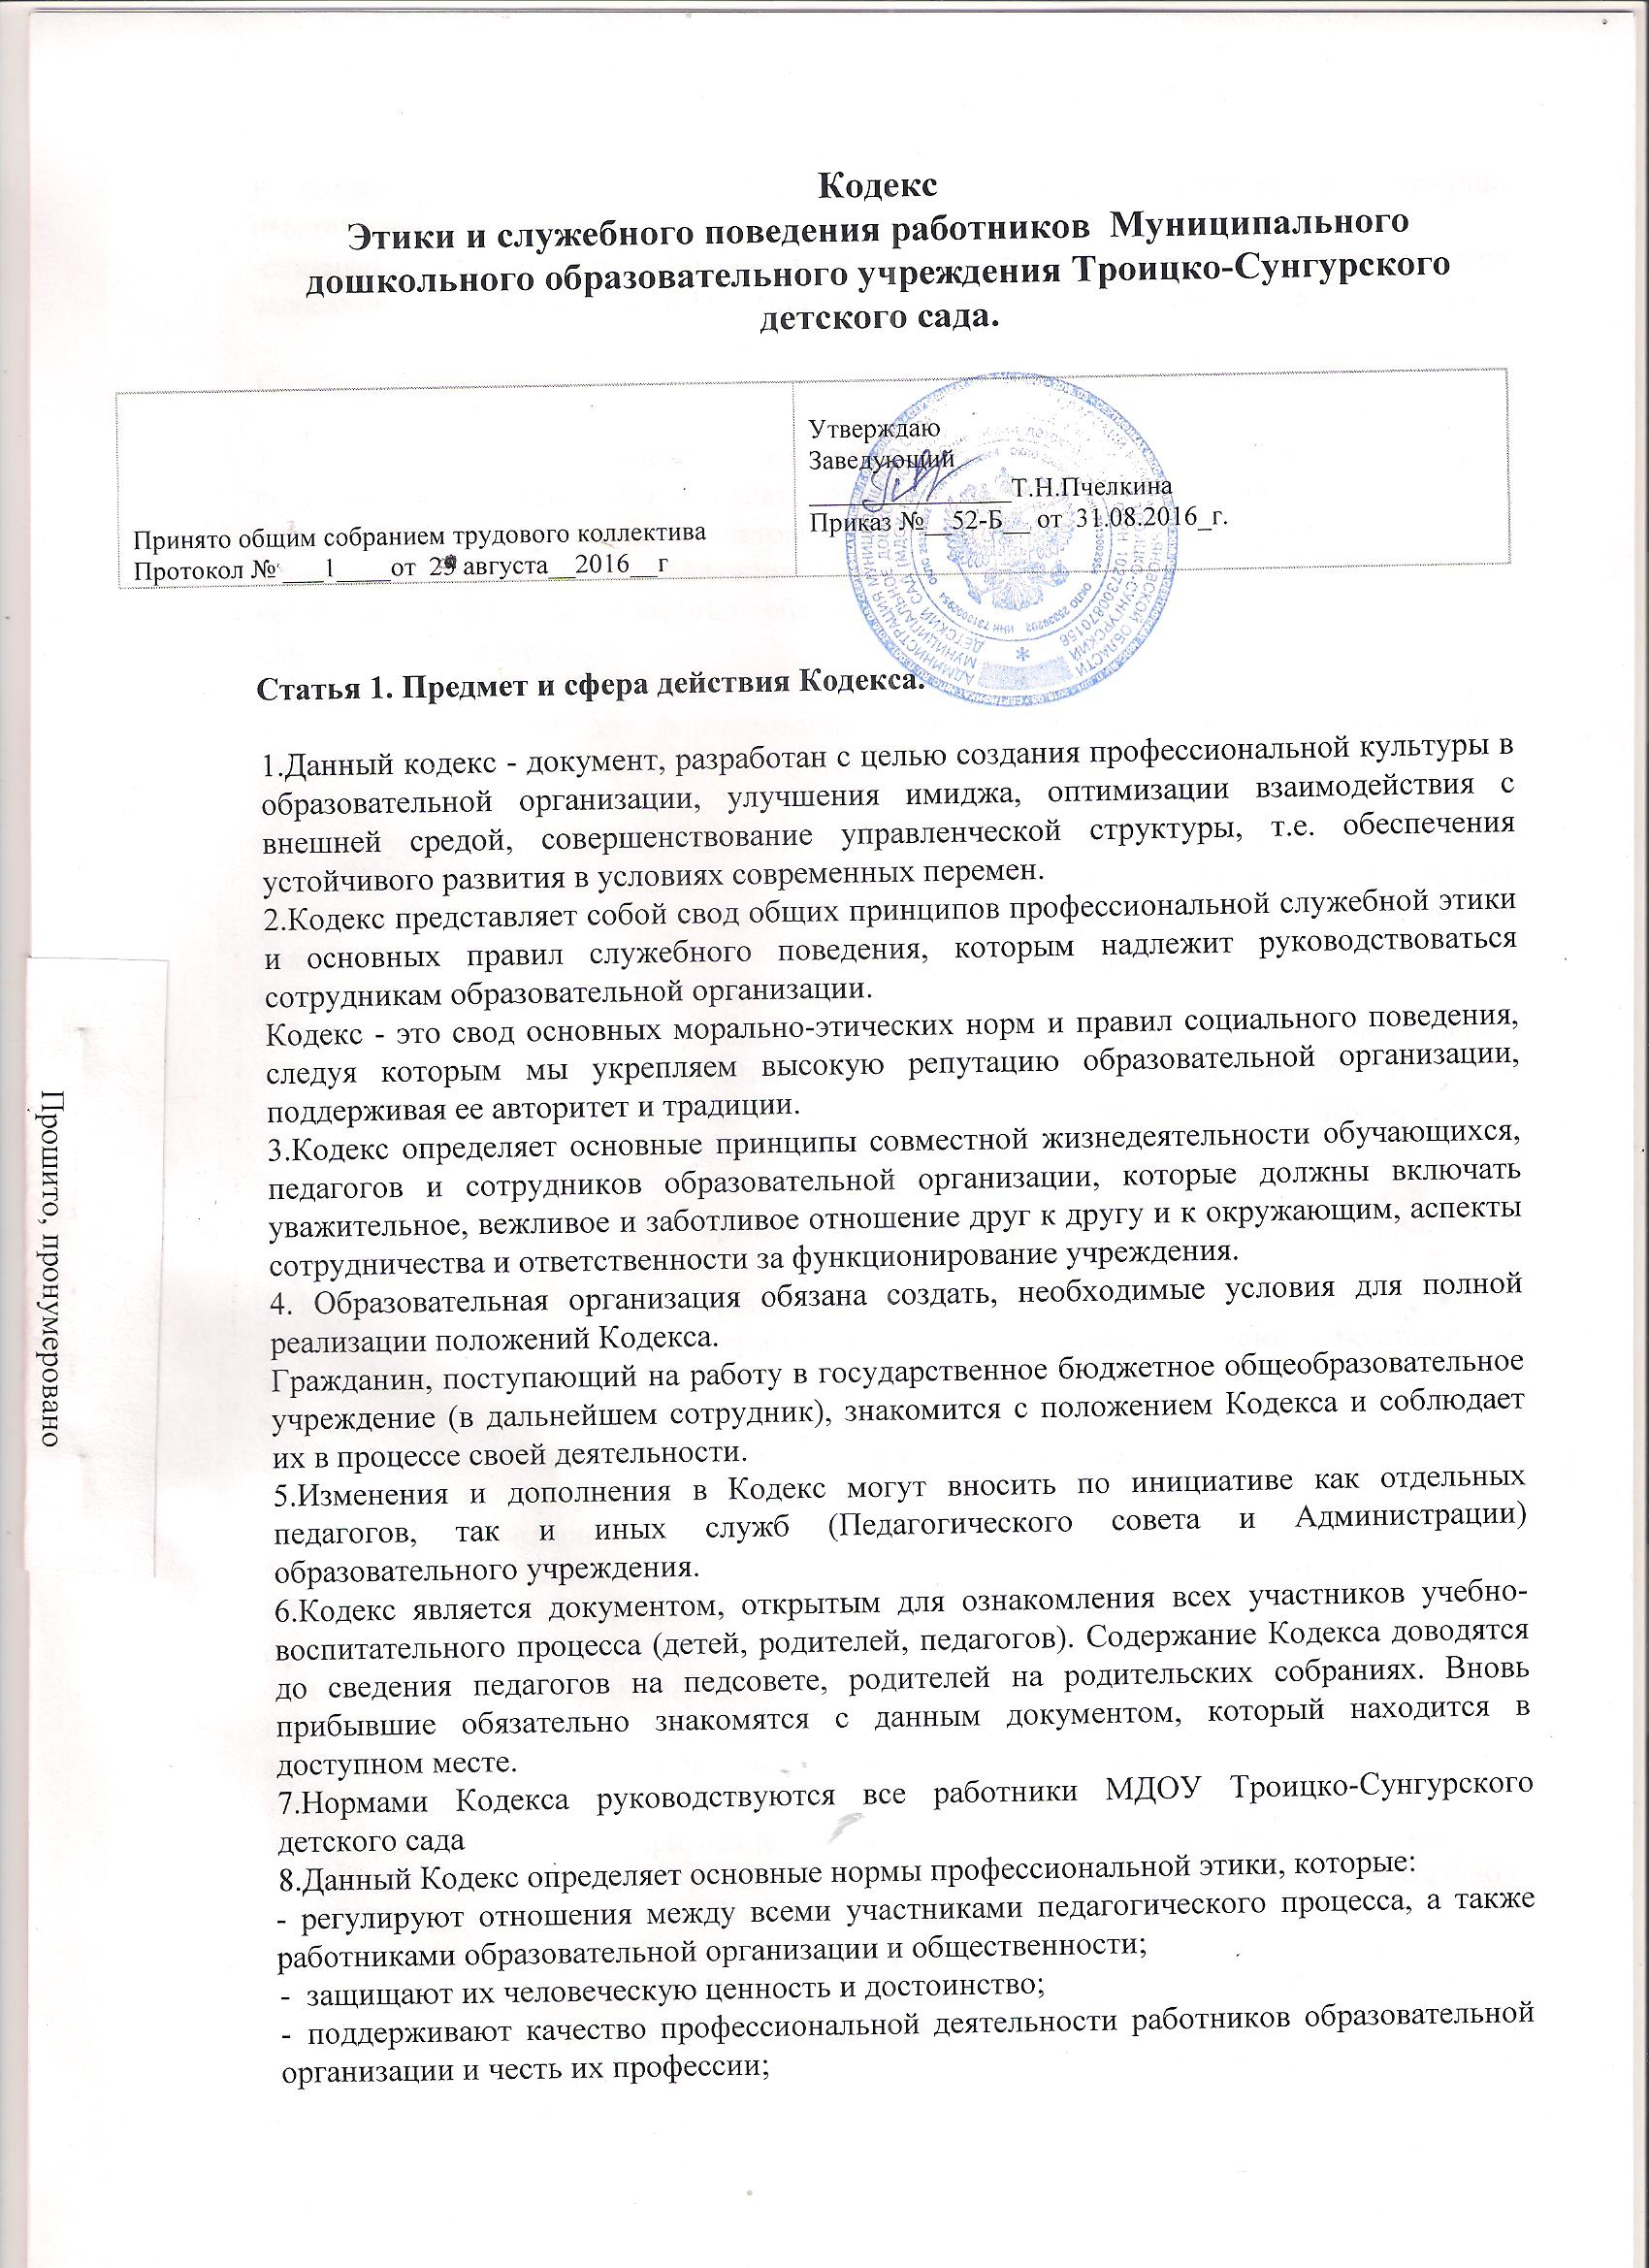 Кодекс
Этики и служебного поведения работников Муниципального
дошкольного образовательного учреждения Троицко-Сунгурского
детского сада.
Принято общим собранием трудового коллектива
Протокол № ___1____от августа__2016__г
Утверждаю
Заведующий
_______________Т.Н.Пчелкина
Приказ №__52-Б__ от 31.08.2016_г.
Статья 1. Предмет и сфера действия Кодекса.
1.Данный кодекс - документ, разработан с целью создания профессиональной культуры в
образовательной организации, улучшения имиджа, оптимизации взаимодействия с
внешней средой, совершенствование управленческой структуры, т.е. обеспечения
устойчивого развития в условиях современных перемен.
2.Кодекс представляет собой свод общих принципов профессиональной служебной этики
и основных правил служебного поведения, которым надлежит руководствоваться
сотрудникам образовательной организации.
Кодекс - это свод основных морально-этических норм и правил социального поведения,
следуя которым мы укрепляем высокую репутацию образовательной организации,
поддерживая ее авторитет и традиции.
3.Кодекс определяет основные принципы совместной жизнедеятельности обучающихся,
педагогов и сотрудников образовательной организации, которые должны включать
уважительное, вежливое и заботливое отношение друг к другу и к окружающим, аспекты
сотрудничества и ответственности за функционирование учреждения.
4. Образовательная организация обязана создать, необходимые условия для полной
реализации положений Кодекса.
Гражданин, поступающий на работу в государственное бюджетное общеобразовательное
учреждение (в дальнейшем сотрудник), знакомится с положением Кодекса и соблюдает
их в процессе своей деятельности.
5.Изменения и дополнения в Кодекс могут вносить по инициативе как отдельных
педагогов, так и иных служб (Педагогического совета и Администрации)
образовательного учреждения.
6.Кодекс является документом, открытым для ознакомления всех участников учебно-
воспитательного процесса (детей, родителей, педагогов). Содержание Кодекса доводятся
до сведения педагогов на педсовете, родителей на родительских собраниях. Вновь
прибывшие обязательно знакомятся с данным документом, который находится в
доступном месте.
7.Нормами Кодекса руководствуются все работники МДОУ Троицко-Сунгурского
детского сада
8.Данный Кодекс определяет основные нормы профессиональной этики, которые:
- регулируют отношения между всеми участниками педагогического процесса, а также
работниками образовательной организации и общественности;
- защищают их человеческую ценность и достоинство;
- поддерживают качество профессиональной деятельности работников образовательной
организации и честь их профессии;
Прошито, пронумеровано